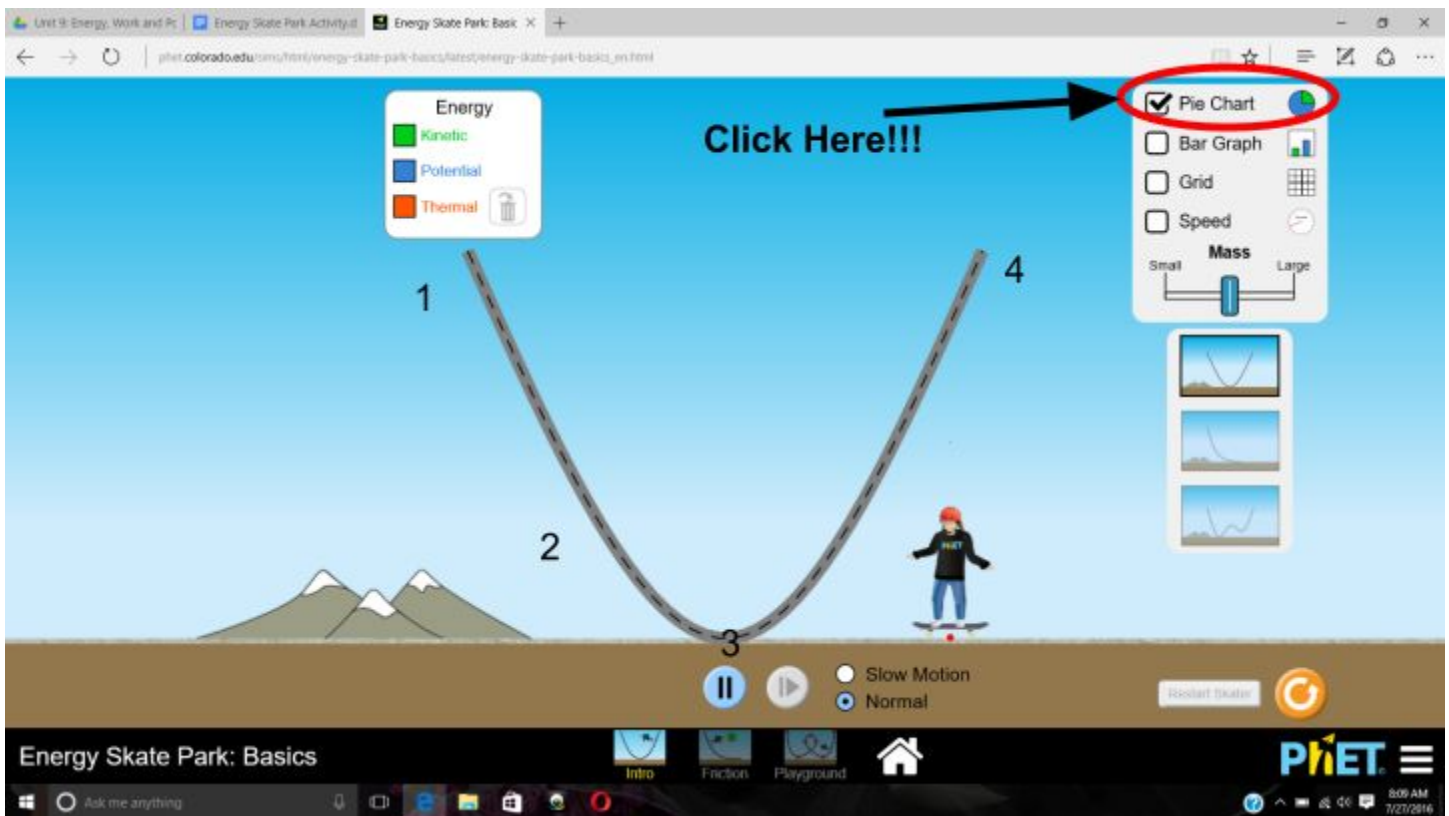 Unit 9: Energy, Work and Po
Energy Skate Park Activity.d
Energy Skate Park: Basic
phet.colorado.edu/sims/html/energy-skate-park-basics/latest/energy-skate-park-basics_en.html
Energy
Kinetic
Potential
Thermal
Click Here!!!
Pie Chart
Bar Graph
Grid
Speed
Mass
Small
Large
1
4
2
PhET
3
Slow Motion
Normal
Restart Skater
Energy Skate Park: Basics
Intro
Friction
Playground
PhET
Ask me anything
8:09 AM
7/27/2016